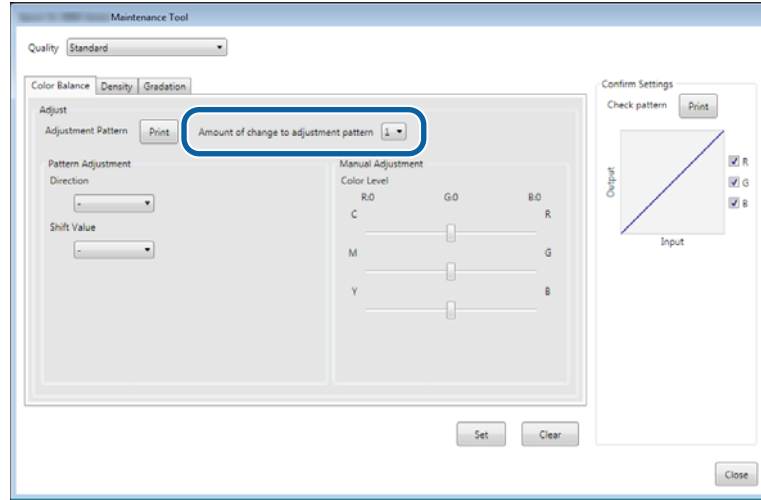 Maintenance Tool
Quality Standard
Color Balance Density Gradation
Adjust
Adjustment Pattern Print Amount of change to adjustment pattern 1
Pattern Adjustment
Direction
-
Shift Value
-
Manual Adjustment
Color Level
R:0 G:0 B:0
C R
M G
Y B
Set Clear
Confirm Settings
Check pattern Print
Output
R
G
B
Input
Close